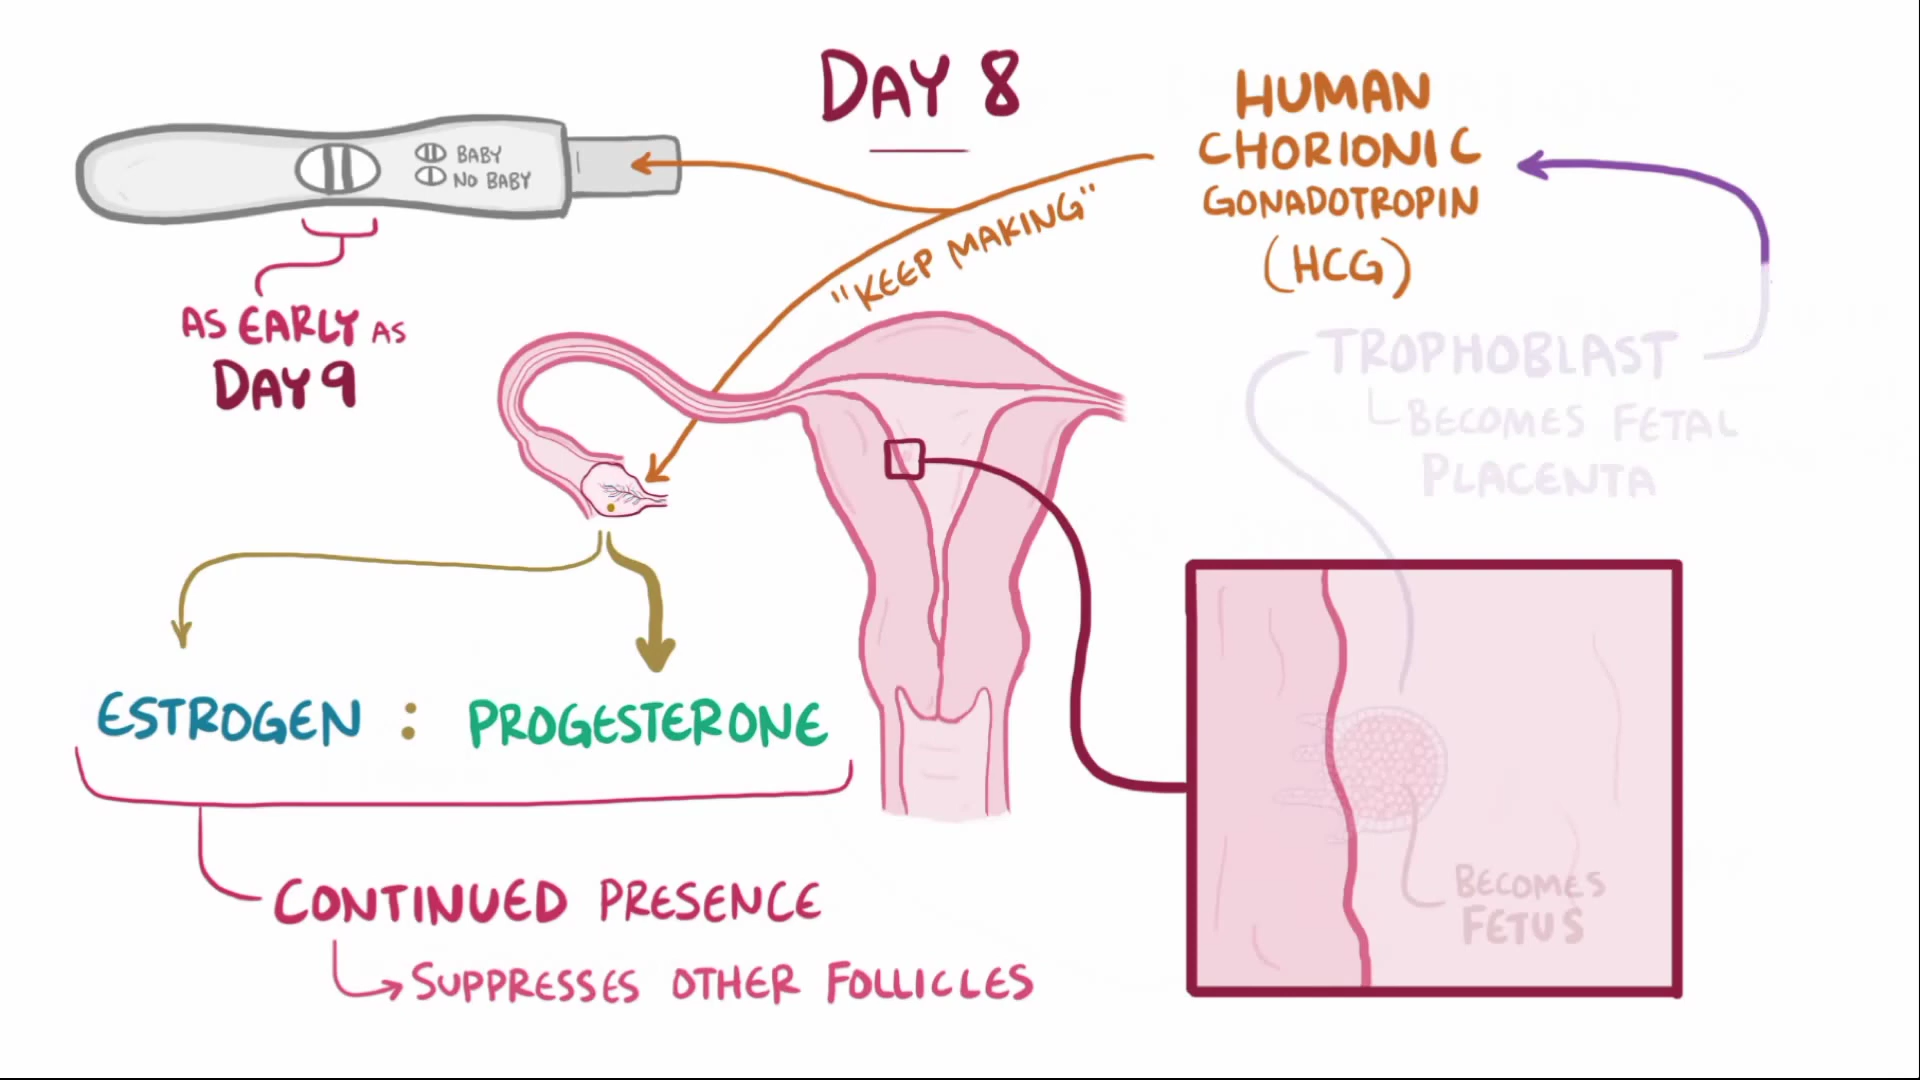 DAY 8
HUMAN
CHORIONIC
GONADOTROPIN
(HCG)
BABY
NO BABY
"KEEP MAKING"
AS EARLY AS
DAY 9
TROPHOBLAST
BECOMES FETAL
PLACENTA
ESTROGEN : PROGESTERONE
CONTINUED PRESENCE
SUPPRESSES OTHER FOLLICLES
BECOMES
FETUS